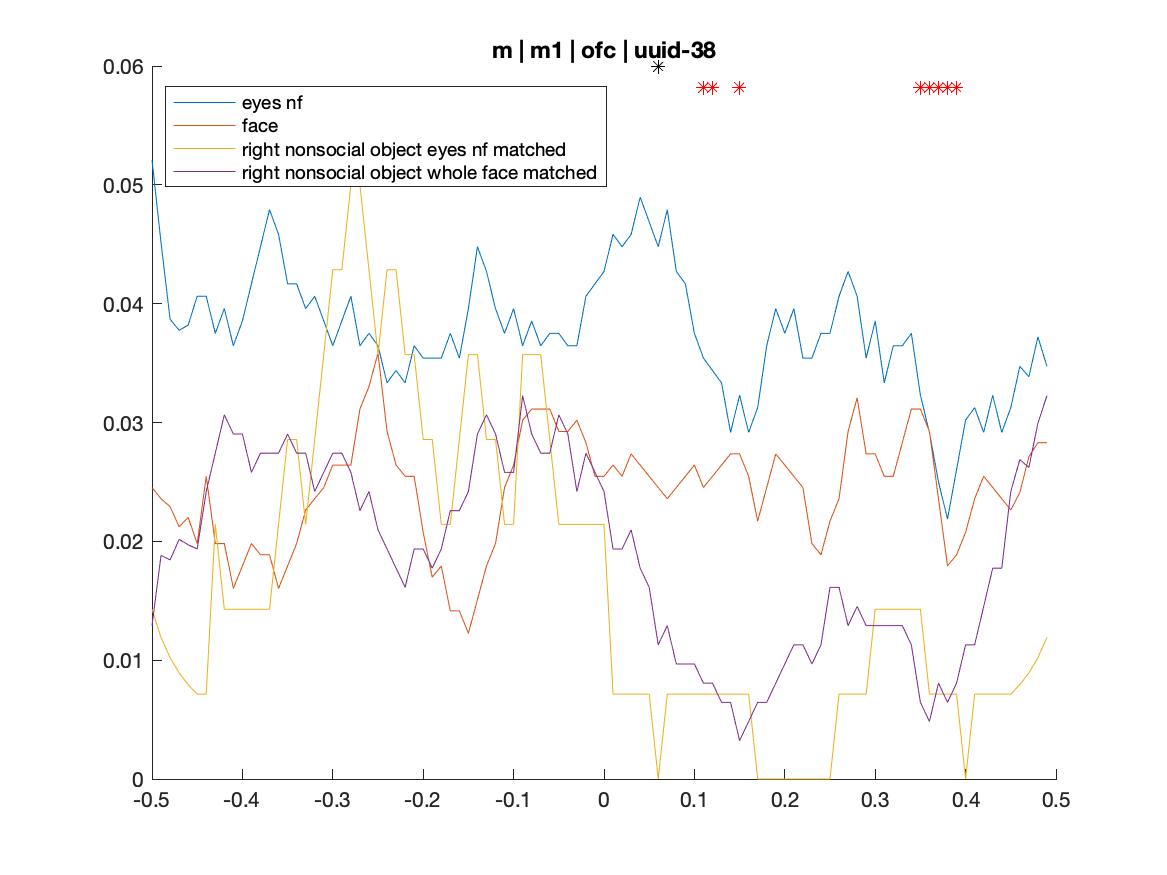 m | m1 | ofc | uuid-38
0.06
eyes nf
face
right nonsocial object eyes nf matched
right nonsocial object whole face matched
0.05
0.04
0.03
0.02
0.01
0
-0.5 -0.4 -0.3 -0.2 -0.1 0 0.1 0.2 0.3 0.4 0.5